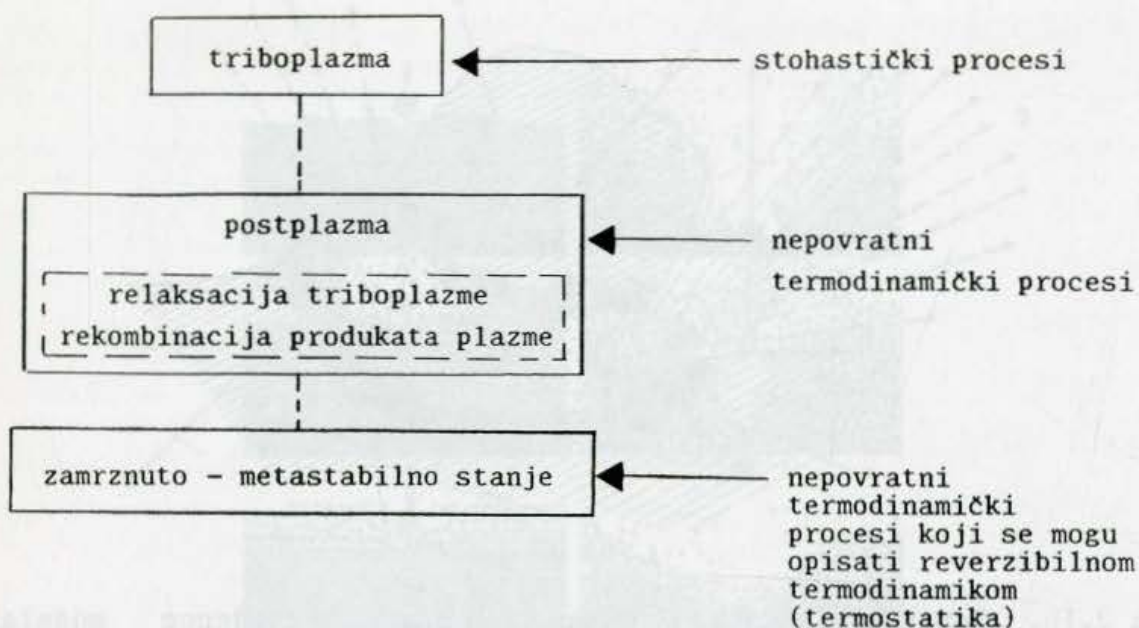 triboplazma
stohastički procesi
postplazma
nepovratni
termodinamički procesi
relaksacija triboplazme
rekombinacija produkata plazme
zamrznuto – metastabilno stanje
nepovratni
termodinamički
procesi koji se mogu
opisati reverzibilnom
termodinamikom
(termostatika)